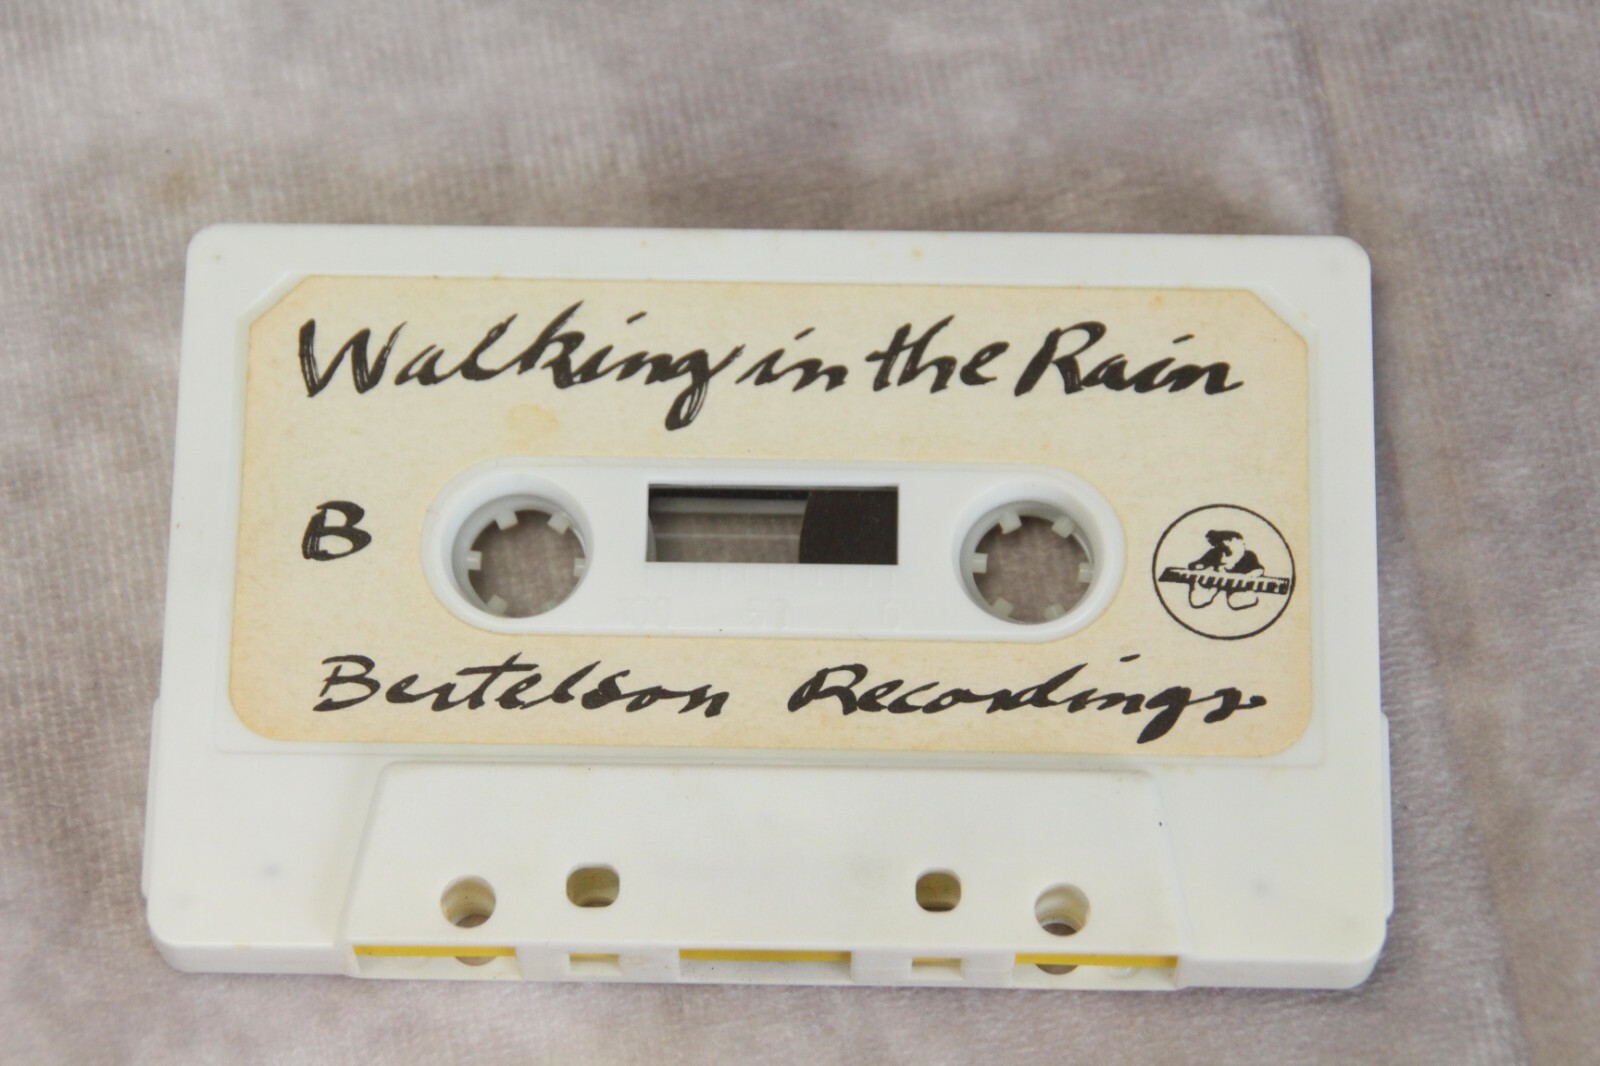 Walking in the Rain
B
Bertelson Recordings